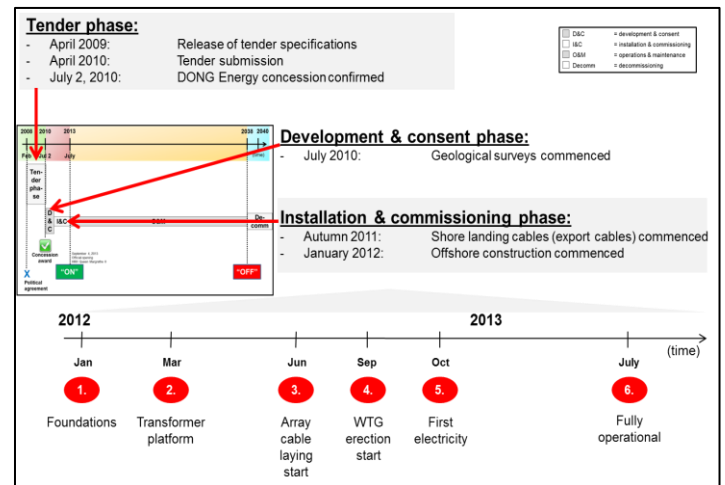 Tender phase:
- April 2009: Release of tender specifications
- April 2010: Tender submission
- July 2, 2010: DONG Energy concession confirmed
D&C = development & consent
I&C = installation & commissioning
O&M = operations & maintenance
Decomm = decommissioning
2008 2010 2013 2038 2040
Feb Jul 2 July
Ten-
der
pha-
se
D
&
C
I&C
O&M
De-
comm
Concession
award
X
Political
agreement
"ON"
"OFF"
Development & consent phase:
- July 2010: Geological surveys commenced
Installation & commissioning phase:
- Autumn 2011: Shore landing cables (export cables) commenced
- January 2012: Offshore construction commenced
2012 2013
(time)
Jan Mar Jun Sep Oct July
1. 2. 3. 4. 5. 6.
Foundations Transformer Array WTG First Fully
platform cable erection electricity operational
laying start
start